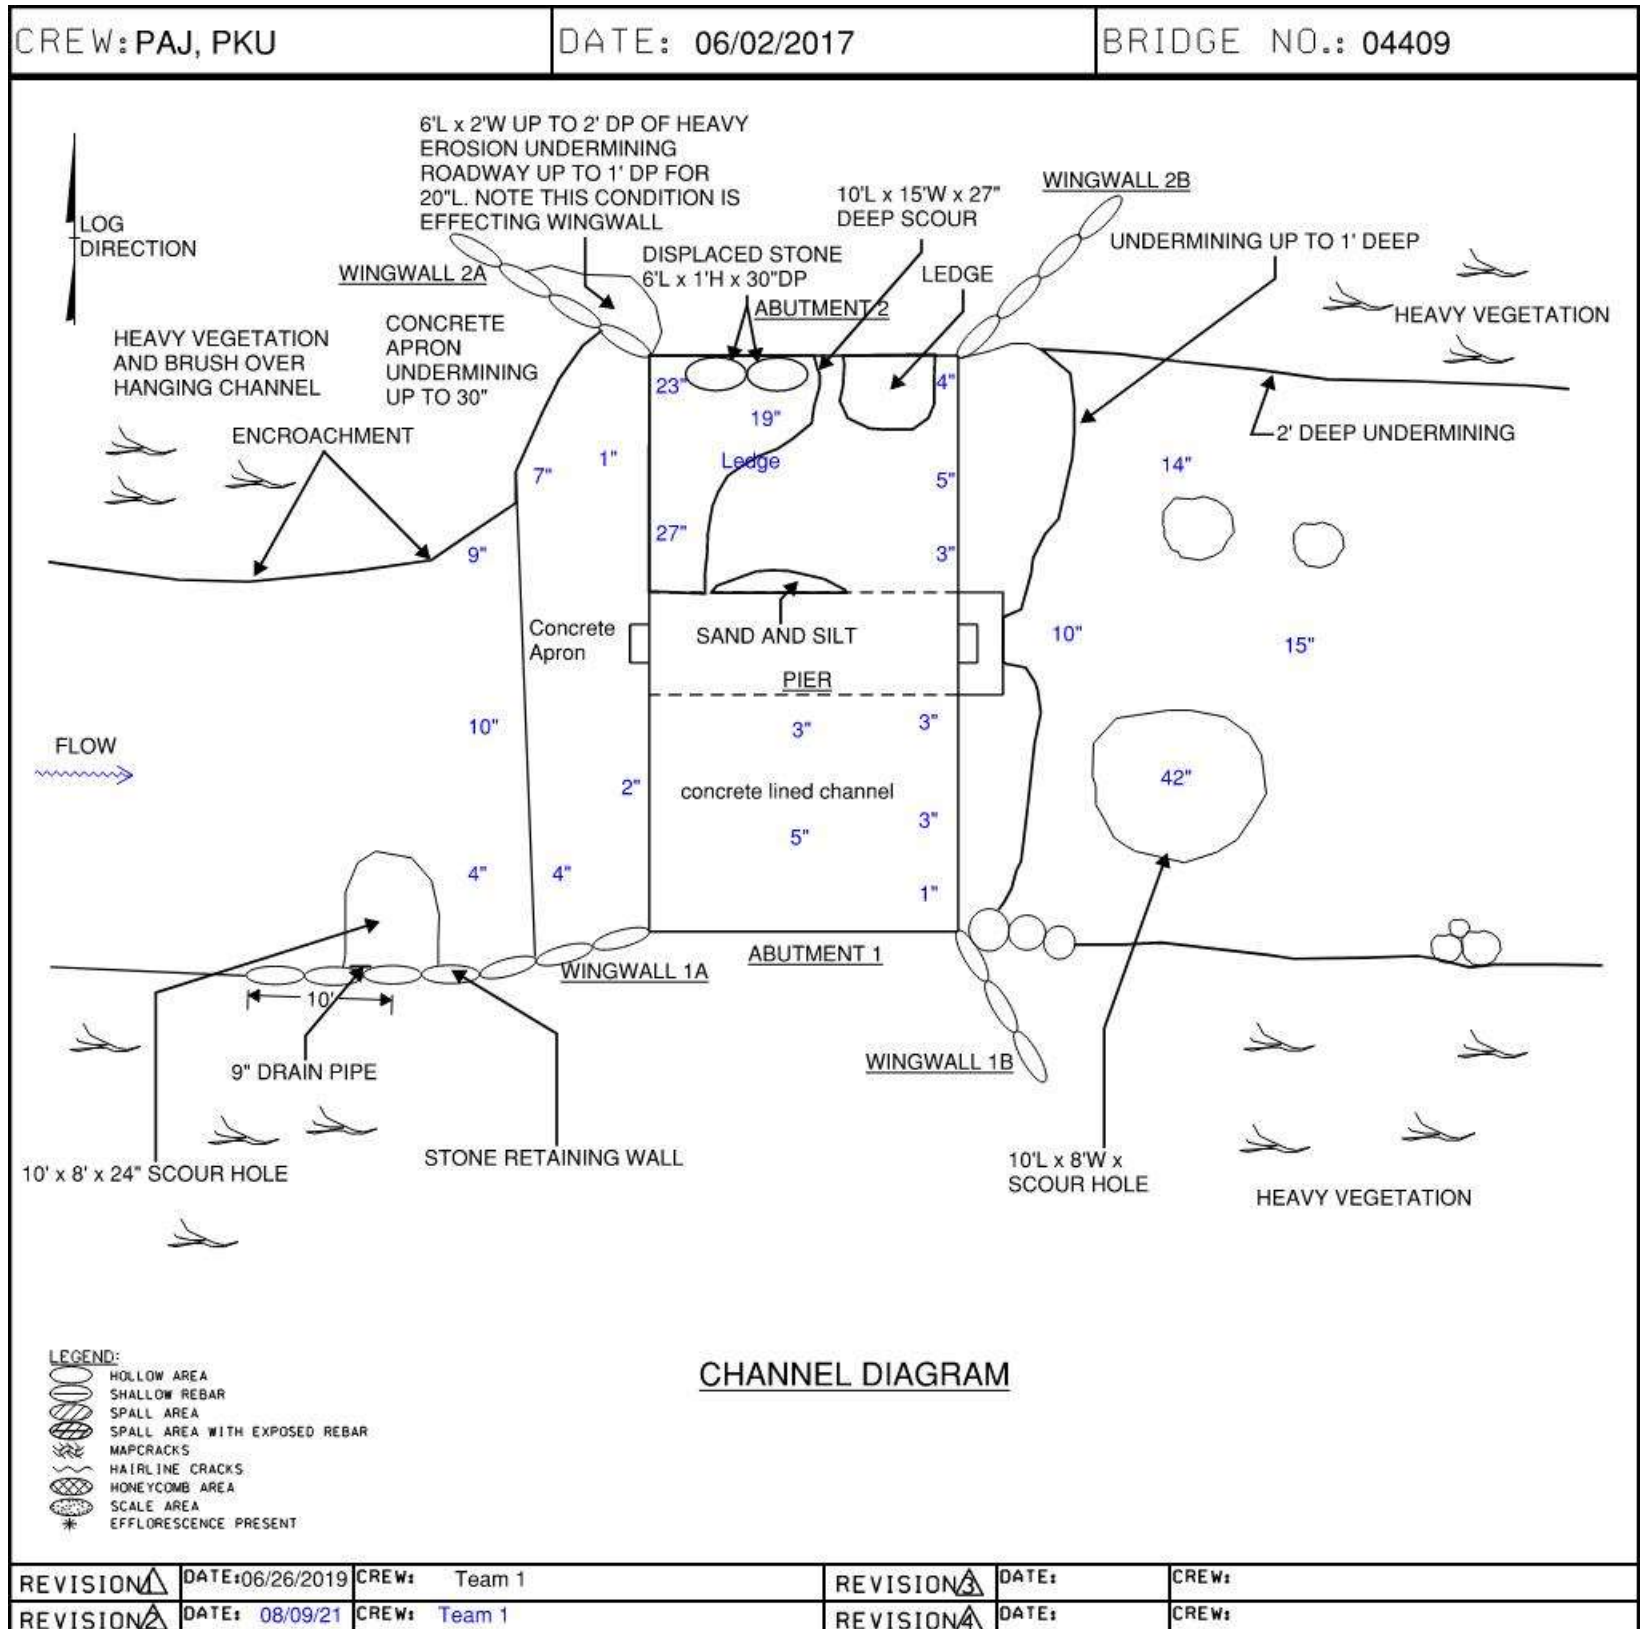 CREW: PAJ, PKU
DATE: 06/02/2017
BRIDGE NO.: 04409
6'L x 2'W UP TO 2' DP OF HEAVY
EROSION UNDERMINING
ROADWAY UP TO 1' DP FOR
20"L. NOTE THIS CONDITION IS
EFFECTING WINGWALL
WINGWALL 2B
10'L x 15'W x 27"
DEEP SCOUR
LOG
DIRECTION
UNDERMINING UP TO 1' DEEP
DISPLACED STONE
6'L x 1'H x 30"DP
LEDGE
WINGWALL 2A
ABUTMENT 2
HEAVY VEGETATION
HEAVY VEGETATION
AND BRUSH OVER
HANGING CHANNEL
CONCRETE
APRON
UNDERMINING
UP TO 30"
23"
4"
19"
ENCROACHMENT
2' DEEP UNDERMINING
1"
Ledge
14"
7"
5"
27"
9"
3"
Concrete
Apron
SAND AND SILT
10"
15"
PIER
10"
3"
3"
FLOW
42"
2"
concrete lined channel
3"
5"
4"
4"
1"
ABUTMENT 1
WINGWALL 1A
10'
WINGWALL 1B
9" DRAIN PIPE
STONE RETAINING WALL
10' x 8' x 24" SCOUR HOLE
10'L x 8'W x
SCOUR HOLE
HEAVY VEGETATION
CHANNEL DIAGRAM
LEGEND:
HOLLOW AREA
SHALLOW REBAR
SPALL AREA
SPALL AREA WITH EXPOSED REBAR
MAPCRACKS
HAIRLINE CRACKS
HONEYCOMB AREA
SCALE AREA
EFFLORESCENCE PRESENT
REVISION 1 DATE: 06/26/2019 CREW: Team 1
REVISION 3 DATE: CREW:
REVISION 2 DATE: 08/09/21 CREW: Team 1
REVISION 4 DATE: CREW: